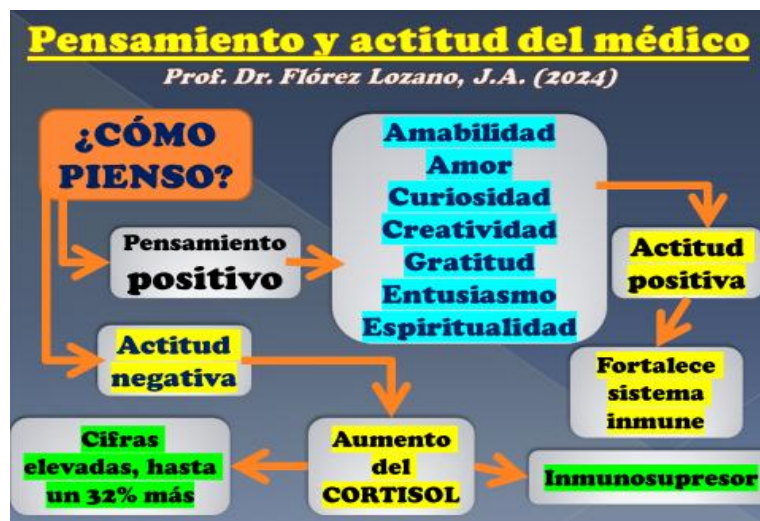 Pensamiento y actitud del médico
Prof. Dr. Flórez Lozano, J.A. (2024)
¿CÓMO
PIENSO?
Amabilidad
Amor
Curiosidad
Creatividad
Gratitud
Entusiasmo
Espiritualidad
Pensamiento
positivo
Actitud
positiva
Actitud
negativa
Fortalece
sistema
inmune
Cifras
elevadas, hasta
un 32% más
Aumento
del
CORTISOL
Inmunosupresor